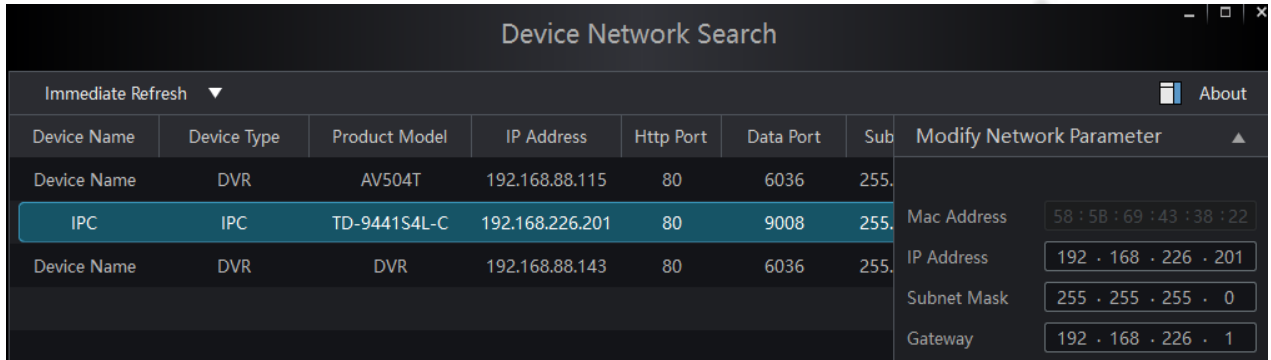 Device Network Search
Immediate Refresh ▼ About
Device Name Device Type Product Model IP Address Http Port Data Port Sub
Device Name DVR AV504T 192.168.88.115 80 6036 255.
IPC IPC TD-9441S4L-C 192.168.226.201 80 9008 255.
Device Name DVR DVR 192.168.88.143 80 6036 255.
Modify Network Parameter ▲
Mac Address 58 : 5B : 69 : 43 : 38 : 22
IP Address 192 . 168 . 226 . 201
Subnet Mask 255 . 255 . 255 . 0
Gateway 192 . 168 . 226 . 1